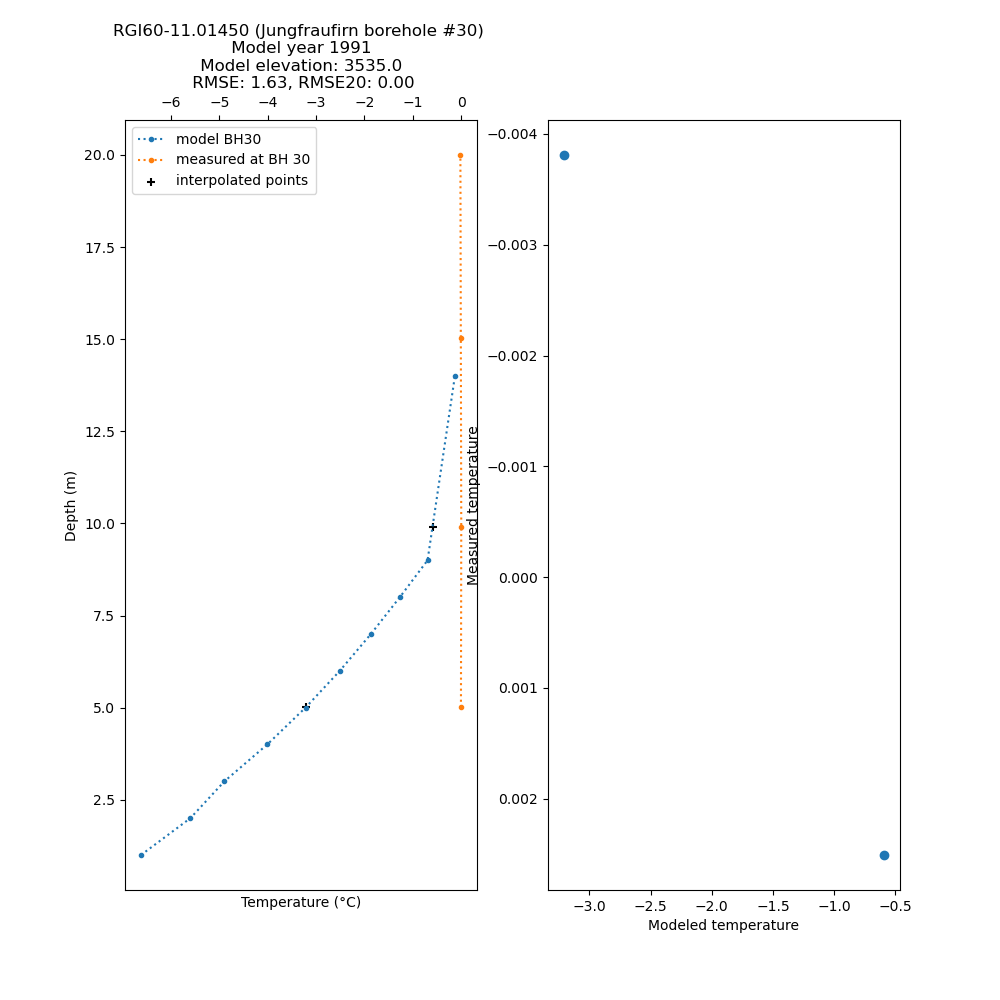 RGI60-11.01450 (Jungfraufirn borehole #30)
Model year 1991
Model elevation: 3535.0
RMSE: 1.63, RMSE20: 0.00
−6 −5 −4 −3 −2 −1 0
model BH30
measured at BH 30
interpolated points
20.0
17.5
15.0
12.5
10.0
7.5
5.0
2.5
Depth (m)
Temperature (°C)
−0.004
−0.003
−0.002
−0.001
0.000
0.001
0.002
Measured temperature
−3.0 −2.5 −2.0 −1.5 −1.0 −0.5
Modeled temperature